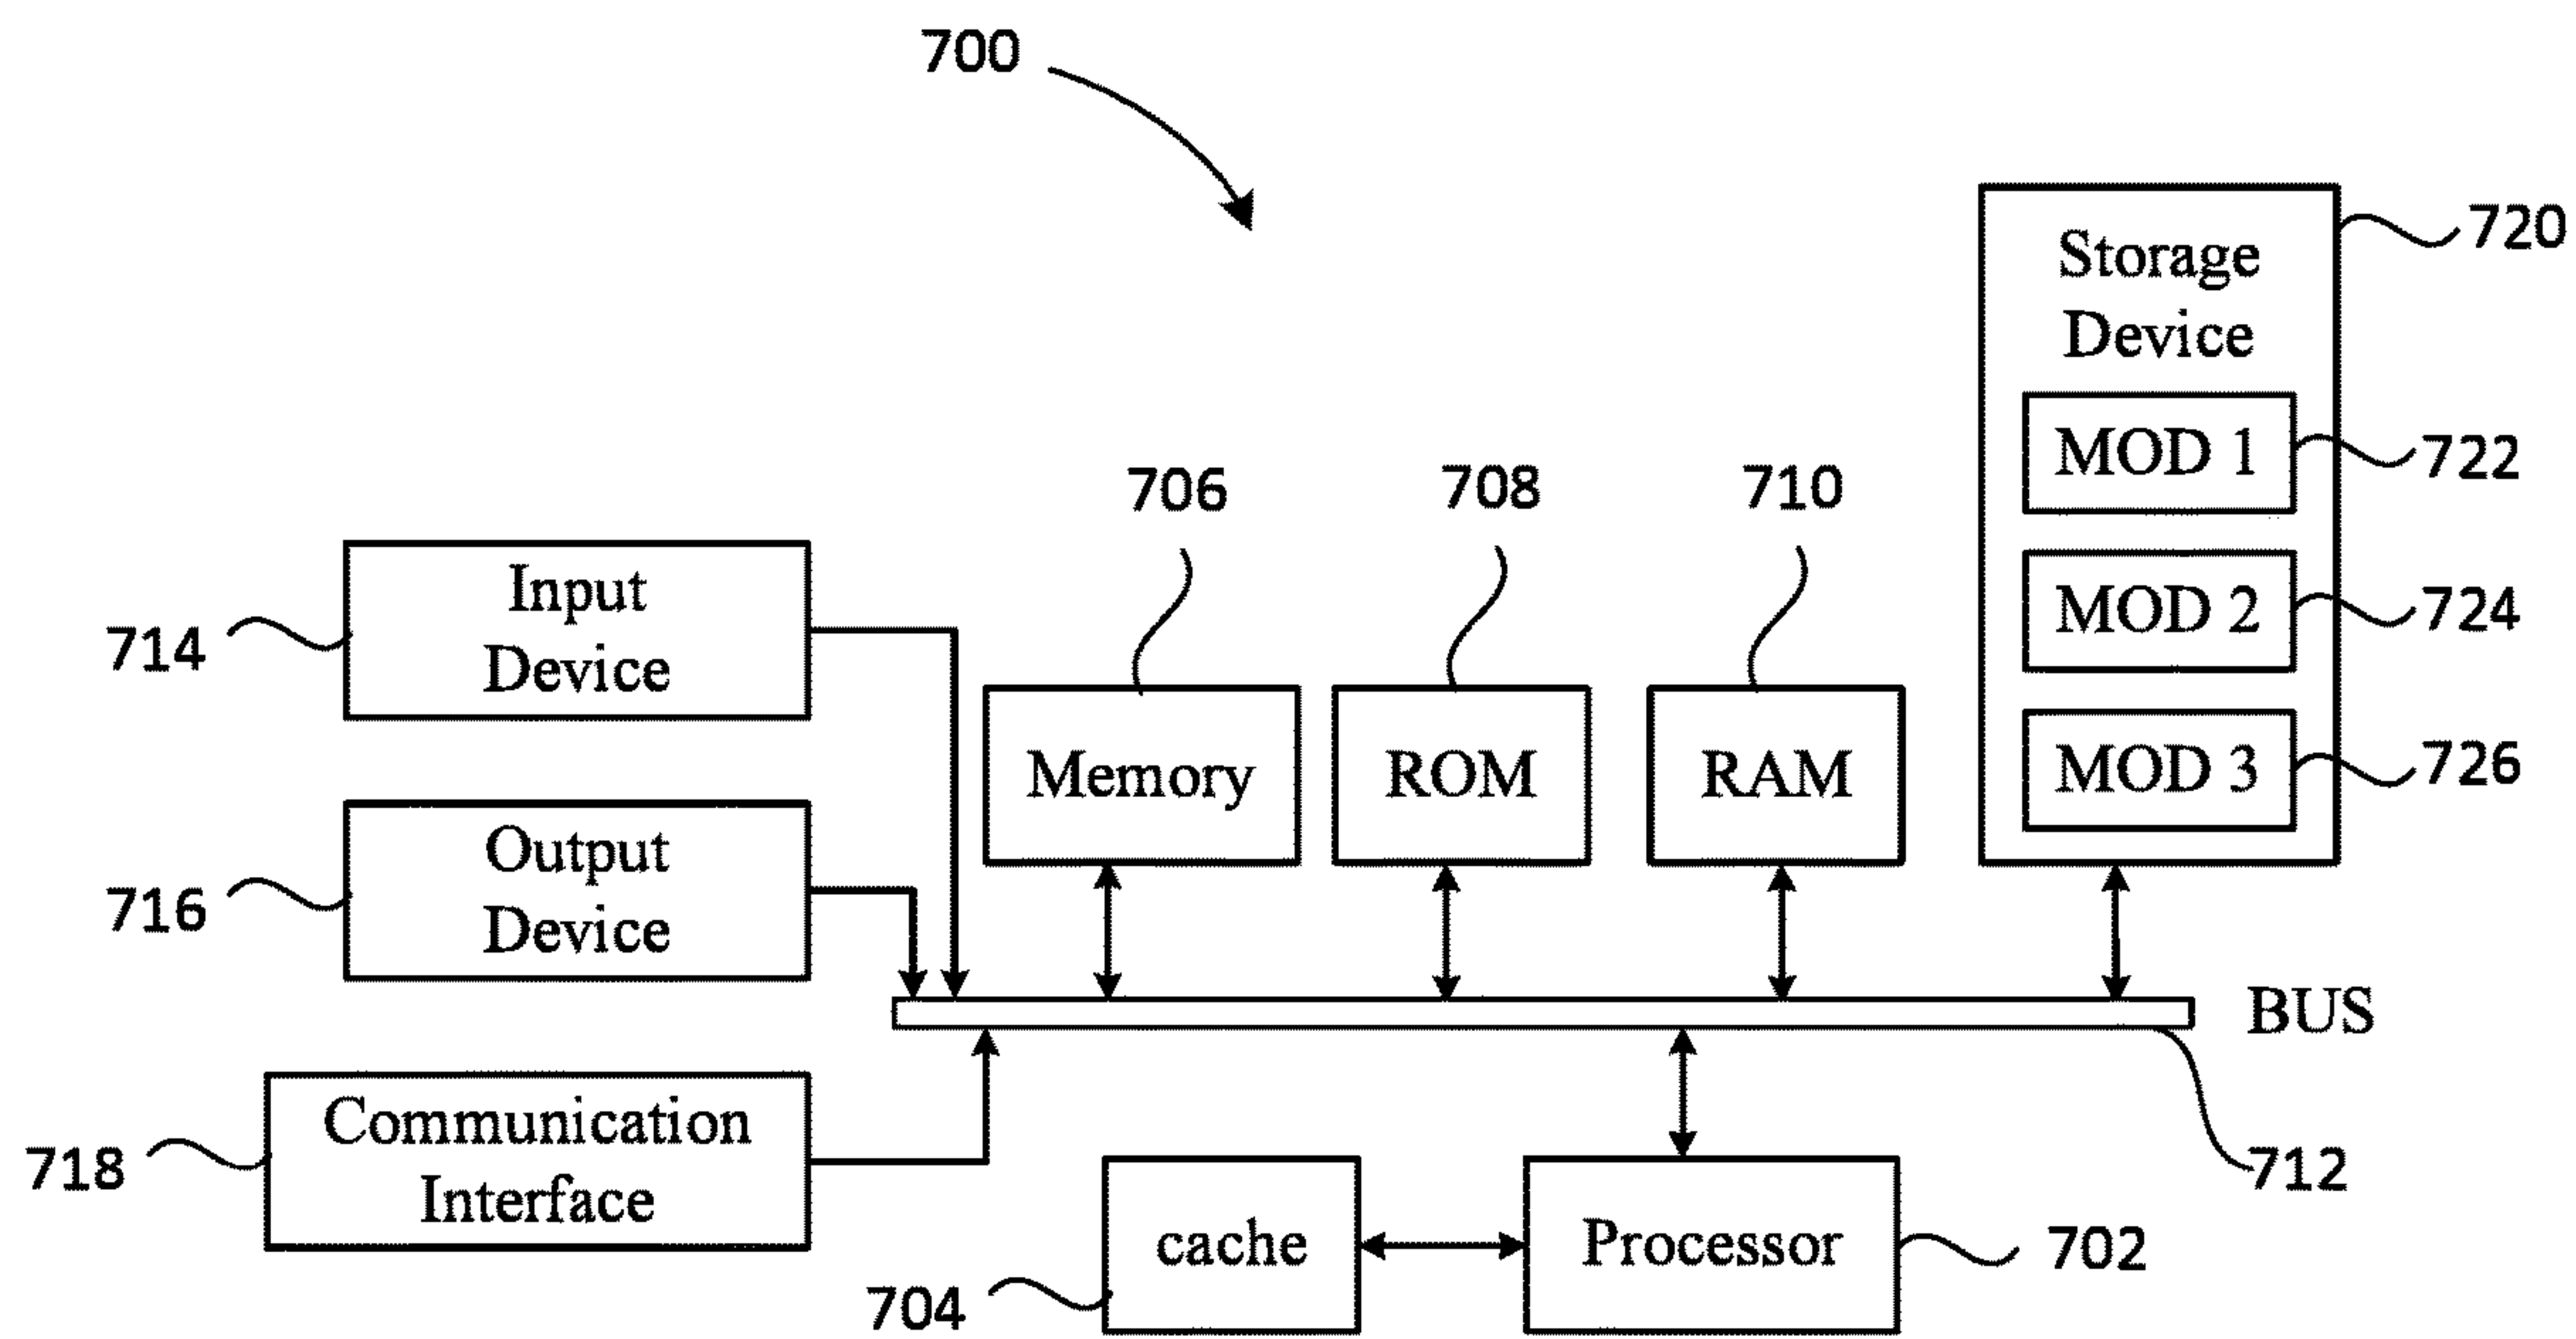 700
720
Storage
Device
MOD 1
722
706
708
710
Input
Device
714
MOD 2
724
Memory
ROM
RAM
MOD 3
726
Output
Device
716
BUS
Communication
Interface
718
712
cache
704
Processor
702